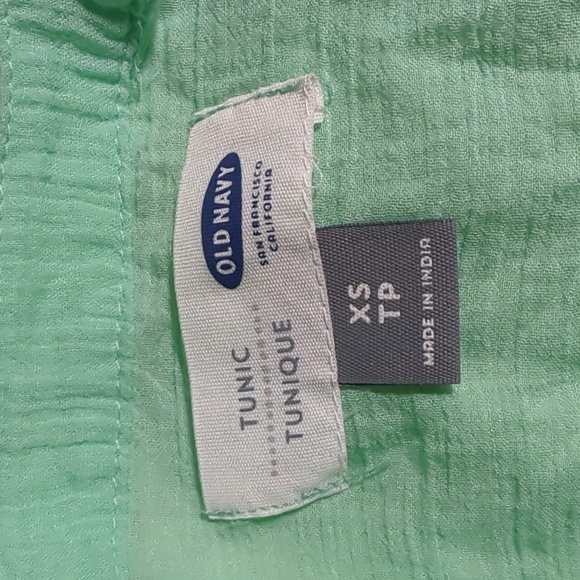 OLD NAVY
SAN FRANCISCO
CALIFORNIA
TUNIC
TUNIQUE
XS
TP
MADE IN INDIA